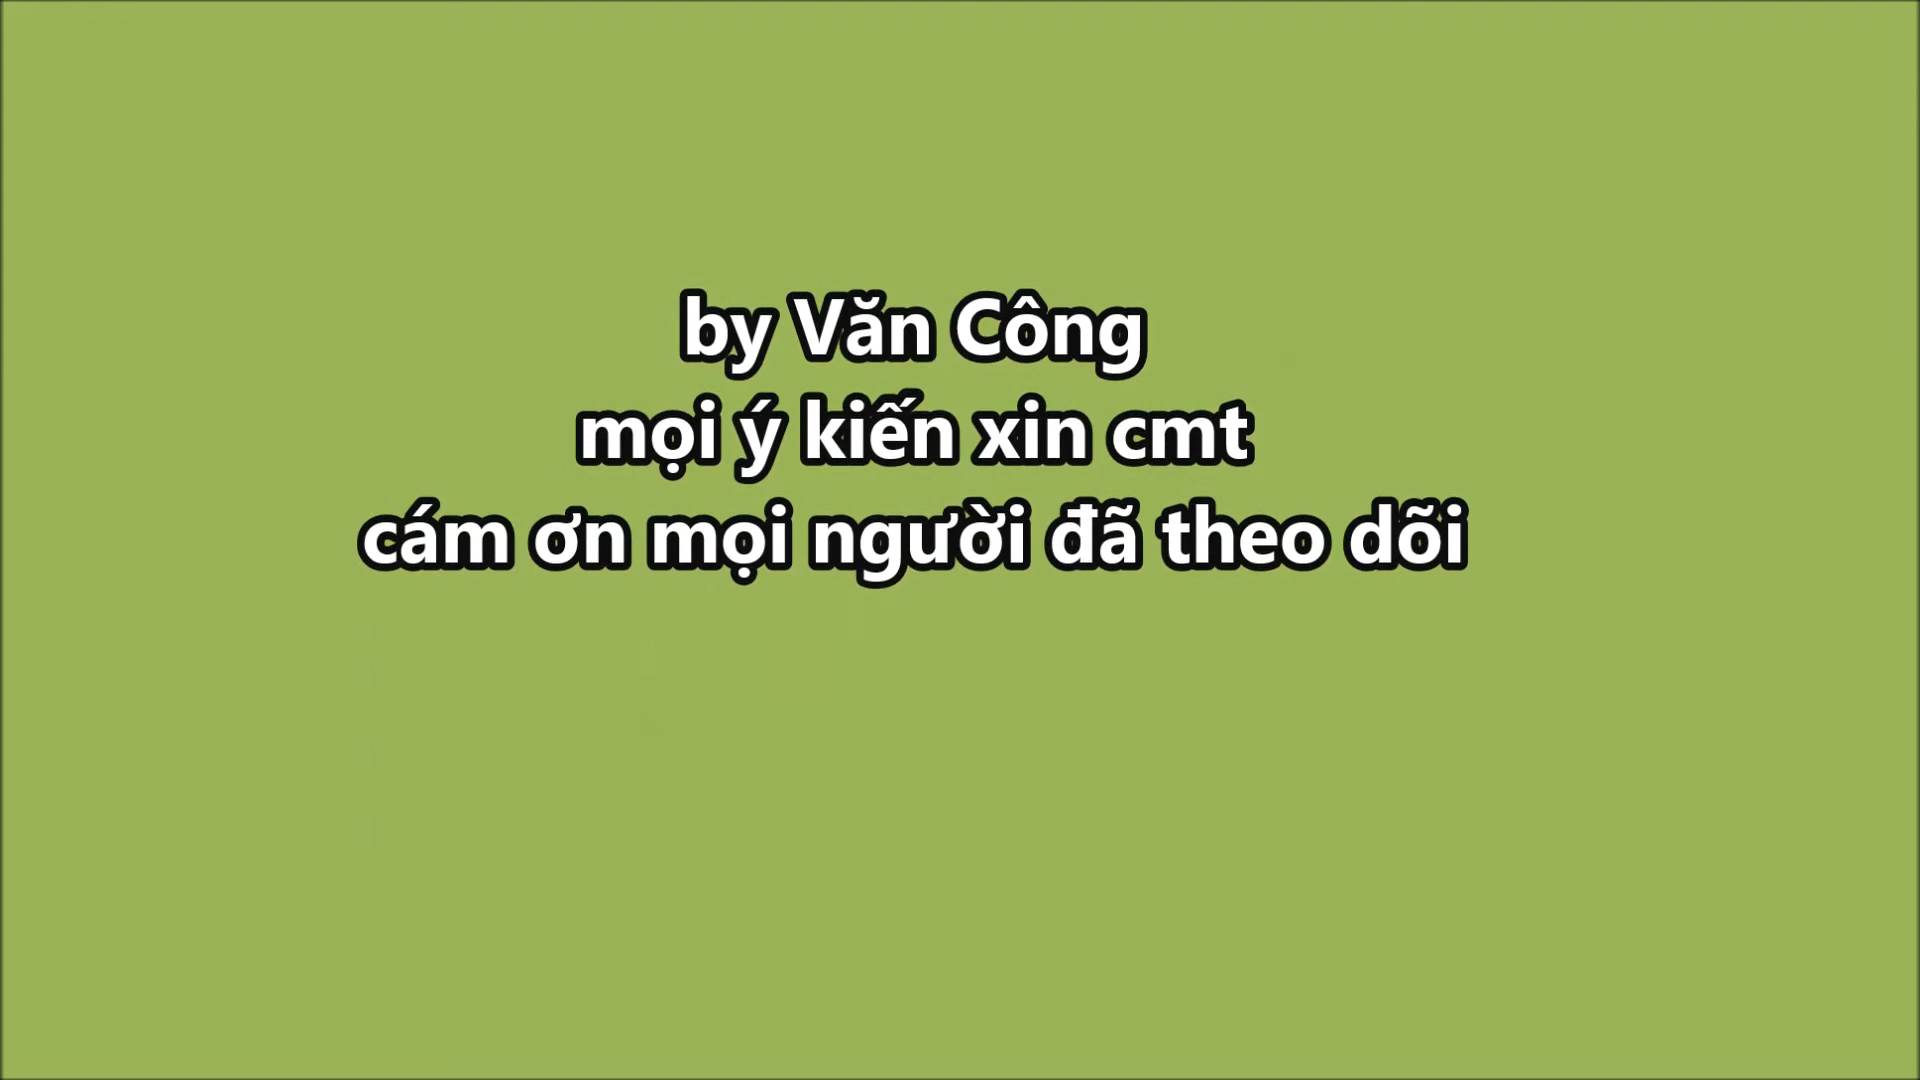 by Văn Công
mọi ý kiến xin cmt
cám ơn mọi người đã theo dõi